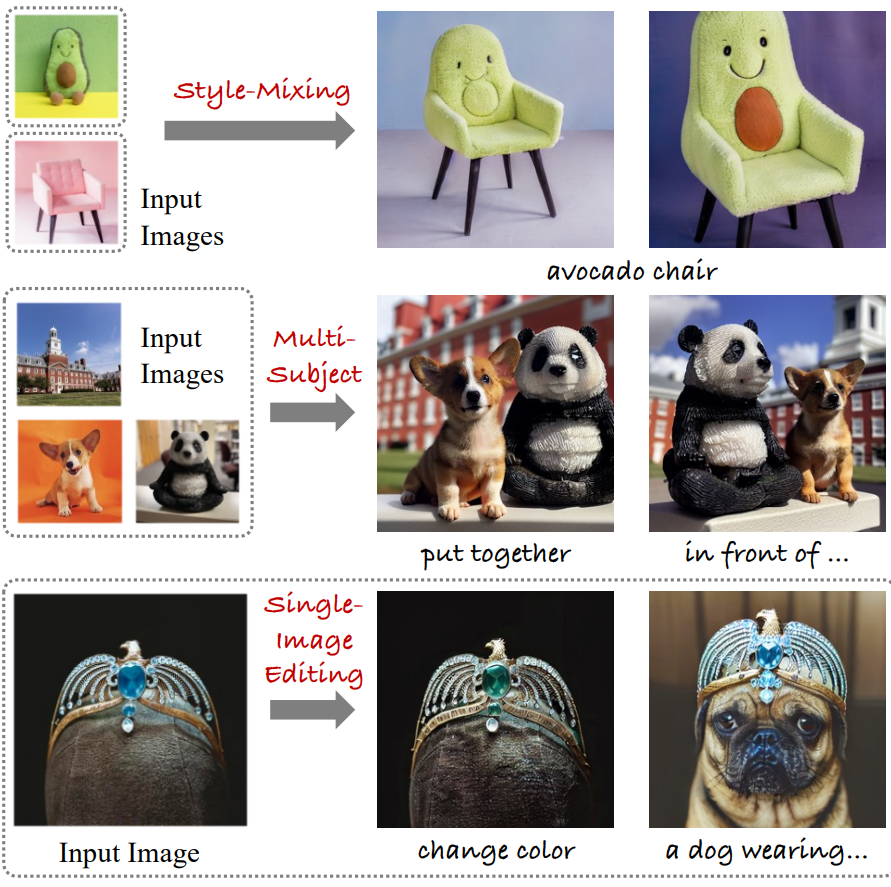 Style-Mixing
Input
Images
avocado chair
Input
Images
Multi-
Subject
put together
in front of ...
Single-
Image
Editing
Input Image
change color
a dog wearing...